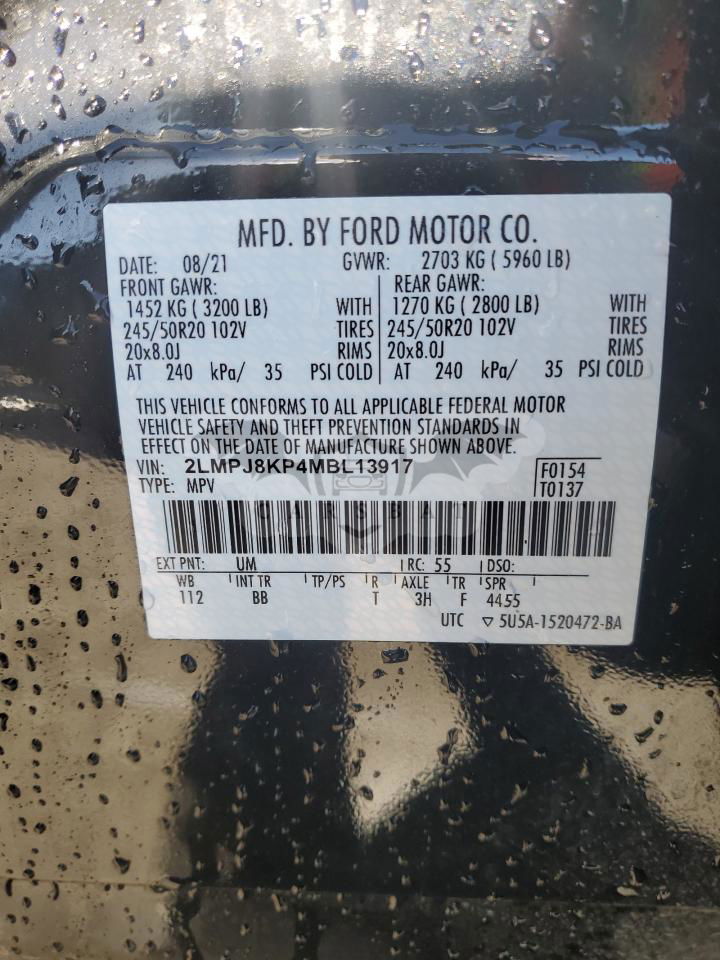 MFD. BY FORD MOTOR CO.
DATE: 08/21 GVWR: 2703 KG ( 5960 LB)
FRONT GAWR: REAR GAWR:
1452 KG ( 3200 LB) WITH 1270 KG ( 2800 LB) WITH
245/50R20 102V TIRES 245/50R20 102V TIRES
20x8.0J RIMS 20x8.0J RIMS
AT 240 kPa/ 35 PSI COLD AT 240 kPa/ 35 PSI COLD
THIS VEHICLE CONFORMS TO ALL APPLICABLE FEDERAL MOTOR
VEHICLE SAFETY AND THEFT PREVENTION STANDARDS IN
EFFECT ON THE DATE OF MANUFACTURE SHOWN ABOVE.
VIN: 2LMPJ8KP4MBL13917 F0154
TYPE: MPV T0137
CARSBAT
EXT PNT: UM RC: 55 DSO:
WB INT TR TP/PS R AXLE TR SPR
112 BB T 3H F 4455
UTC ▽ 5U5A-1520472-BA